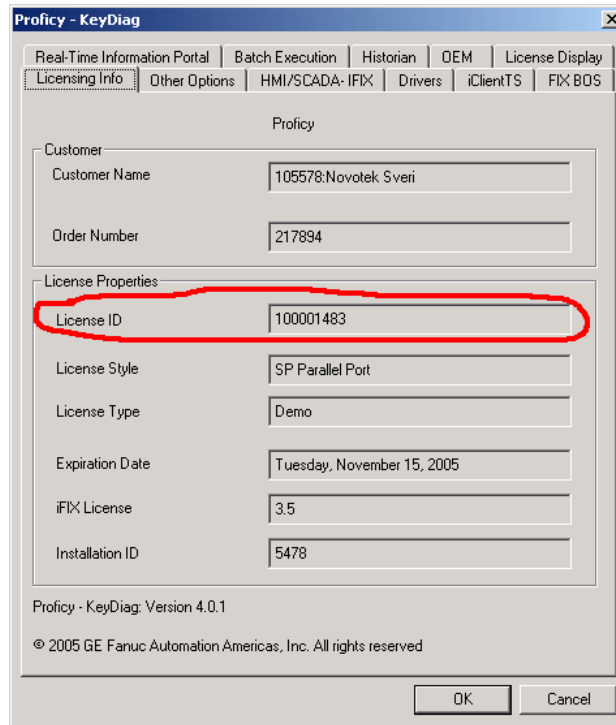 Proficy - KeyDiag
Real-Time Information Portal Batch Execution Historian OEM License Display
Licensing Info Other Options HMI/SCADA- IFIX Drivers iClientTS FIX BOS
Proficy
Customer
Customer Name 105578:Novotek Sveri
Order Number 217894
License Properties
License ID 100001483
License Style SP Parallel Port
License Type Demo
Expiration Date Tuesday, November 15, 2005
iFIX License 3.5
Installation ID 5478
Proficy - KeyDiag: Version 4.0.1
© 2005 GE Fanuc Automation Americas, Inc. All rights reserved
OK Cancel